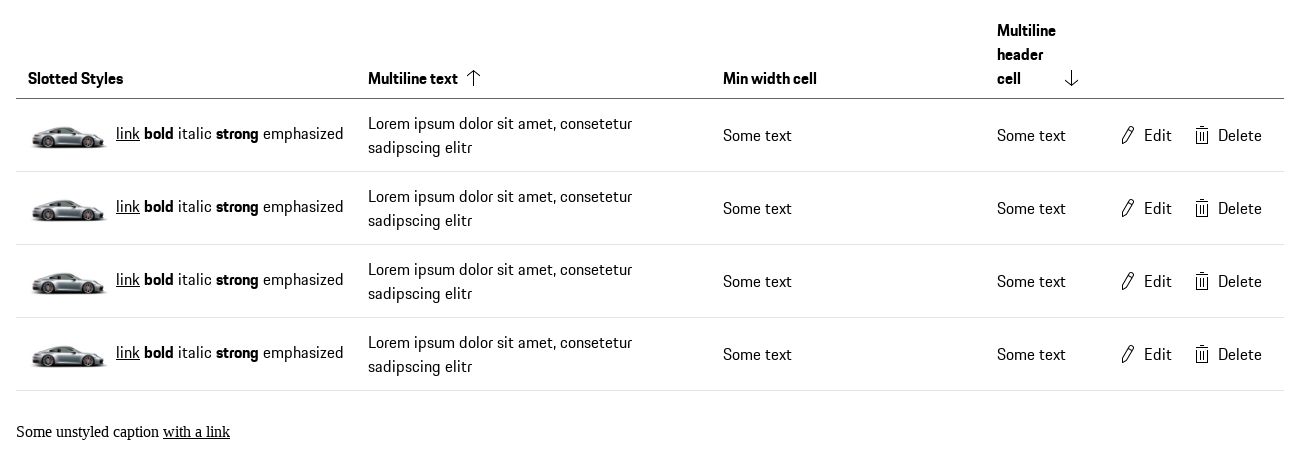 Slotted Styles Multiline text Min width cell Multiline
header
cell
link bold italic strong emphasized Lorem ipsum dolor sit amet, consetetur
sadipscing elitr Some text Some text Edit Delete
link bold italic strong emphasized Lorem ipsum dolor sit amet, consetetur
sadipscing elitr Some text Some text Edit Delete
link bold italic strong emphasized Lorem ipsum dolor sit amet, consetetur
sadipscing elitr Some text Some text Edit Delete
link bold italic strong emphasized Lorem ipsum dolor sit amet, consetetur
sadipscing elitr Some text Some text Edit Delete
Some unstyled caption with a link